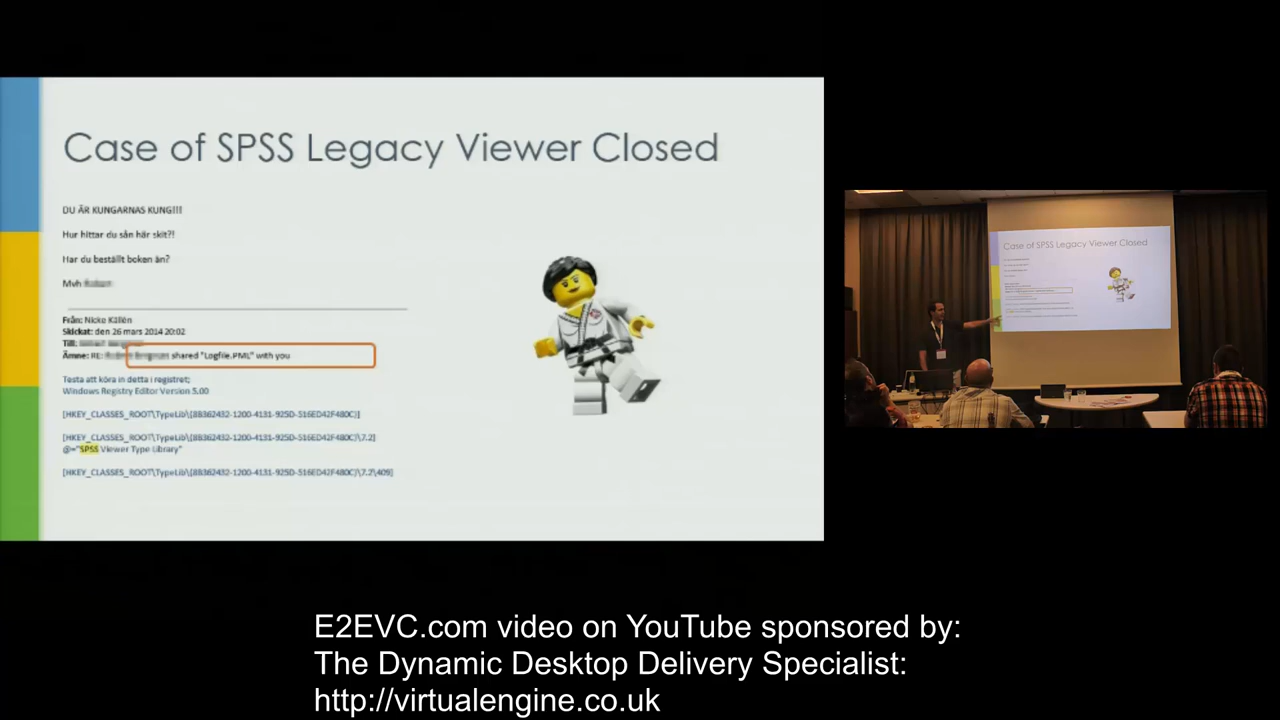 Case of SPSS Legacy Viewer Closed
DU ÄR KUNGARNAS KUNG!!!
Hur hittar du sån här skit?!
Har du beställt boken än?
Mvh
Från: Nicke Källén
Skickat: den 26 mars 2014 20:02
Till:
Ämne: RE: shared "Logfile.PML" with you
Testa att köra in detta i registret;
Windows Registry Editor Version 5.00
[HKEY_CLASSES_ROOT\TypeLib\{8B362432-1200-4131-925D-516ED42F480C}]
[HKEY_CLASSES_ROOT\TypeLib\{8B362432-1200-4131-925D-516ED42F480C}\7.2]
@="SPSS Viewer Type Library"
[HKEY_CLASSES_ROOT\TypeLib\{8B362432-1200-4131-925D-516ED42F480C}\7.2\409]
Case of SPSS Legacy Viewer Closed
E2EVC.com video on YouTube sponsored by:
The Dynamic Desktop Delivery Specialist:
http://virtualengine.co.uk